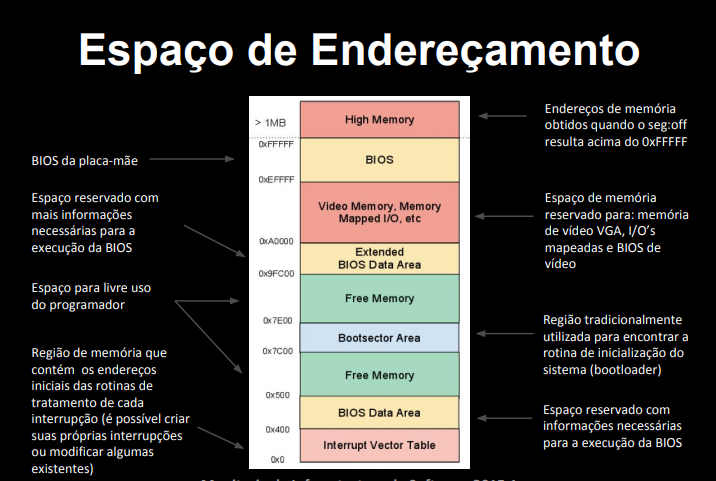 Espaço de Endereçamento
> 1MB
High Memory
0xFFFFF
BIOS
0xEFFFF
Video Memory, Memory
Mapped I/O, etc
0xA0000
Extended
BIOS Data Area
0x9FC00
Free Memory
0x7E00
Bootsector Area
0x7C00
Free Memory
0x500
BIOS Data Area
0x400
Interrupt Vector Table
0x0
BIOS da placa-mãe
Espaço reservado com
mais informações
necessárias para a
execução da BIOS
Espaço para livre uso
do programador
Região de memória que
contém os endereços
iniciais das rotinas de
tratamento de cada
interrupção (é possível criar
suas próprias interrupções
ou modificar algumas
existentes)
Endereços de memória
obtidos quando o seg:off
resulta acima do 0xFFFFF
Espaço de memória
reservado para: memória
de vídeo VGA, I/O's
mapeadas e BIOS de
vídeo
Região tradicionalmente
utilizada para encontrar a
rotina de inicialização do
sistema (bootloader)
Espaço reservado com
informações necessárias
para a execução da BIOS